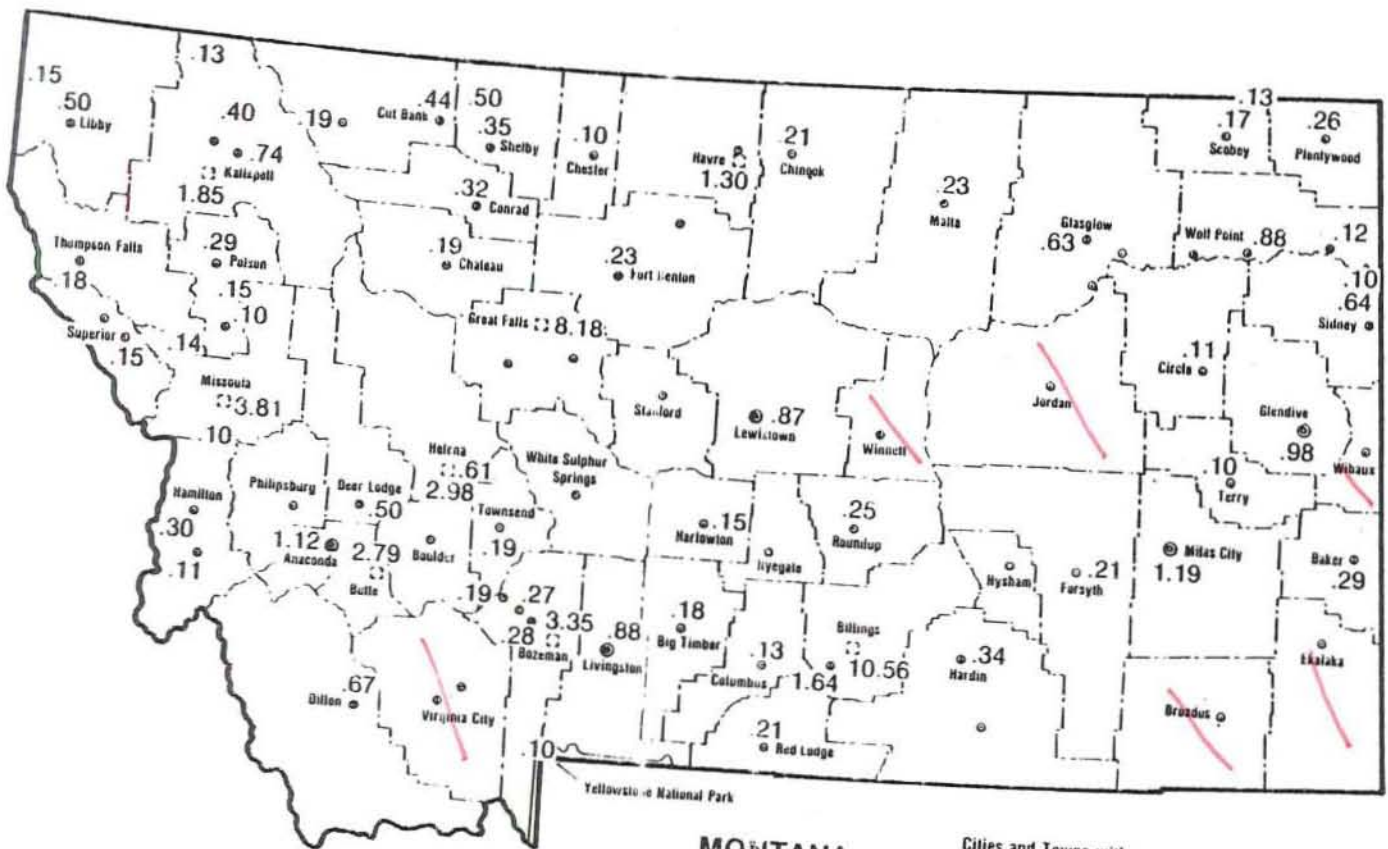 .13
.15
.50
Libby
.40
.74
Kalispell
1.85
.19
Cut Bank
.44
.50
.35
Shelby
.10
Chester
Havre
1.30
.21
Chinook
.13
.17
Scobey
.26
Plentywood
.32
Conrad
.23
Malta
Glasglow
.63
Wolf Point
.88
.12
Thompson Falls
.18
.29
Polson
.19
Choteau
.23
Fort Benton
.10
.64
Sidney
.15
.10
Superior
.15
.14
Great Falls
8.18
Missoula
3.81
Stanford
.87
Lewistown
Winnett
Jordan
.11
Circle
Glendive
.98
Wibaux
.10
Helena
.61
2.98
White Sulphur
Springs
.10
Terry
Hamilton
.30
.11
Philipsburg
Deer Lodge
.50
Townsend
.19
Harlowton
.15
Ryegate
.25
Roundup
1.12
Anaconda
2.79
Butte
Boulder
Hysham
.21
Forsyth
Miles City
1.19
Baker
.29
.19
.27
3.35
.28
Bozeman
.88
Livingston
.18
Big Timber
.13
Columbus
Billings
10.56
1.64
.34
Hardin
Ekalaka
.67
Dillon
Virginia City
Broadus
.21
Red Lodge
.10
Yellowstone National Park
MONTANA
Cities and Towns with